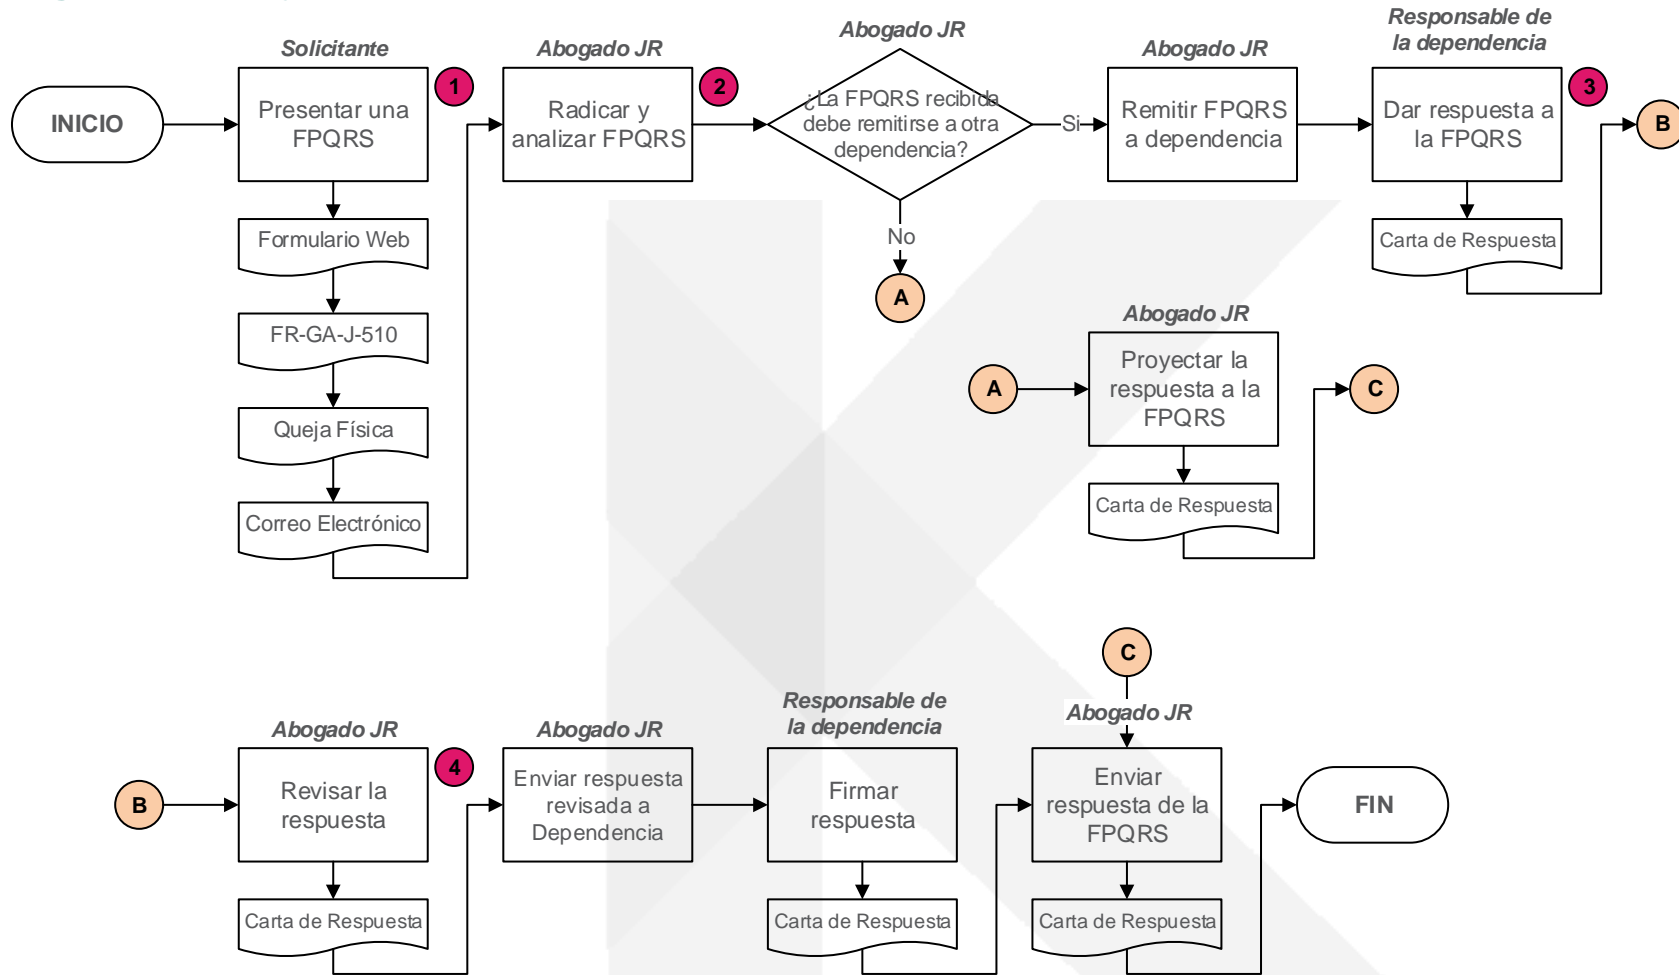 INICIO
Solicitante
1
Presentar una
FPQRS
Formulario Web
FR-GA-J-510
Queja Física
Correo Electrónico
Abogado JR
2
Radicar y
analizar FPQRS
Abogado JR
¿La FPQRS recibida
debe remitirse a otra
dependencia?
Si
No
A
Abogado JR
Remitir FPQRS
a dependencia
Responsable de
la dependencia
3
Dar respuesta a
la FPQRS
Carta de Respuesta
B
A
Abogado JR
Proyectar la
respuesta a la
FPQRS
Carta de Respuesta
C
B
Abogado JR
4
Revisar la
respuesta
Carta de Respuesta
Abogado JR
Enviar respuesta
revisada a
Dependencia
Responsable de
la dependencia
Firmar
respuesta
Carta de Respuesta
C
Abogado JR
Enviar
respuesta de la
FPQRS
Carta de Respuesta
FIN